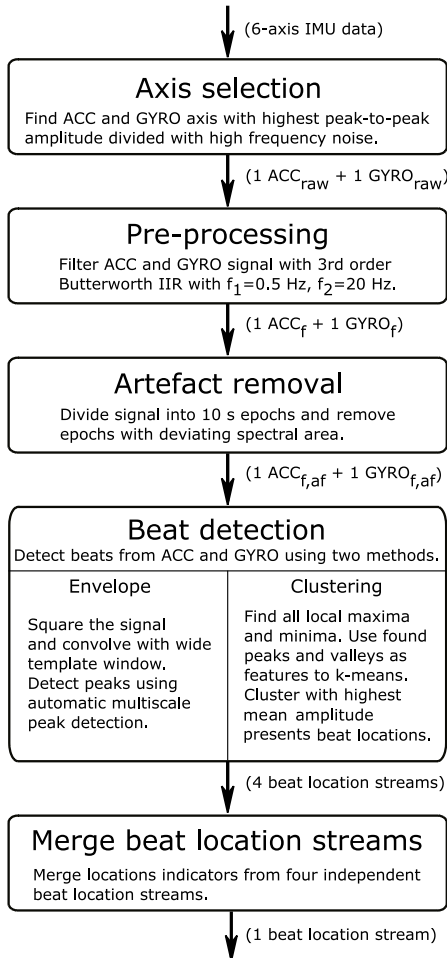 (6-axis IMU data)
Axis selection
Find ACC and GYRO axis with highest peak-to-peak
amplitude divided with high frequency noise.
(1 ACCraw + 1 GYROraw)
Pre-processing
Filter ACC and GYRO signal with 3rd order
Butterworth IIR with f1=0.5 Hz, f2=20 Hz.
(1 ACCf + 1 GYROf)
Artefact removal
Divide signal into 10 s epochs and remove
epochs with deviating spectral area.
(1 ACCf,af + 1 GYROf,af)
Beat detection
Detect beats from ACC and GYRO using two methods.
Envelope
Square the signal
and convolve with wide
template window.
Detect peaks using
automatic multiscale
peak detection.
Clustering
Find all local maxima
and minima. Use found
peaks and valleys as
features to k-means.
Cluster with highest
mean amplitude
presents beat locations.
(4 beat location streams)
Merge beat location streams
Merge locations indicators from four independent
beat location streams.
(1 beat location stream)